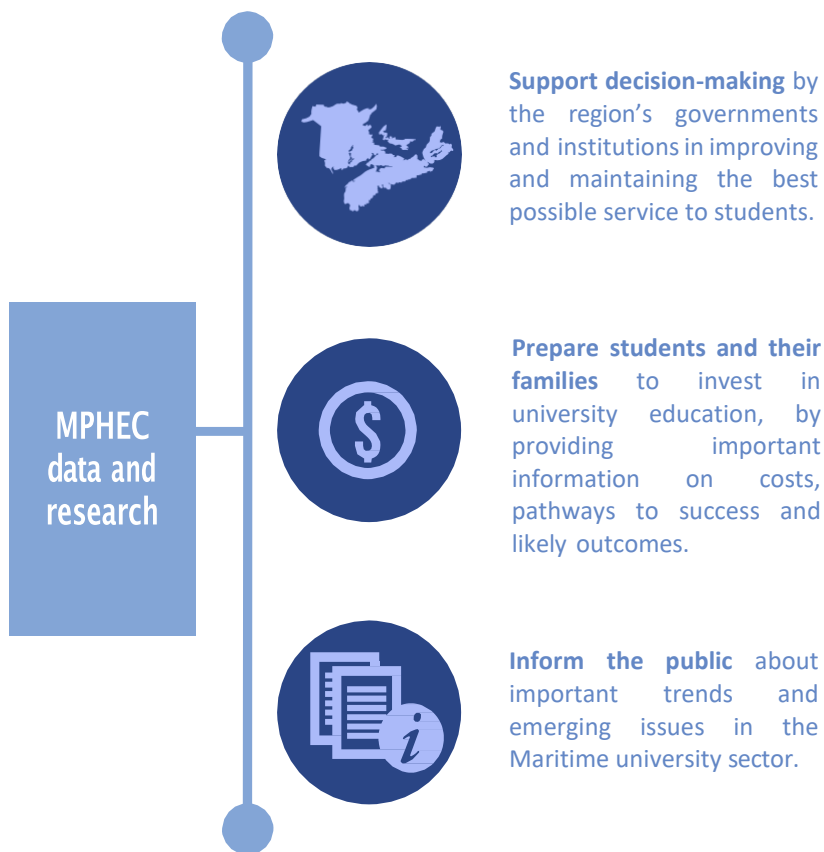 Support decision-making by
the region’s governments
and institutions in improving
and maintaining the best
possible service to students.
MPHEC
data and
research
$
Prepare students and their
families to invest in
university education, by
providing important
information on costs,
pathways to success and
likely outcomes.
i
Inform the public about
important trends and
emerging issues in the
Maritime university sector.